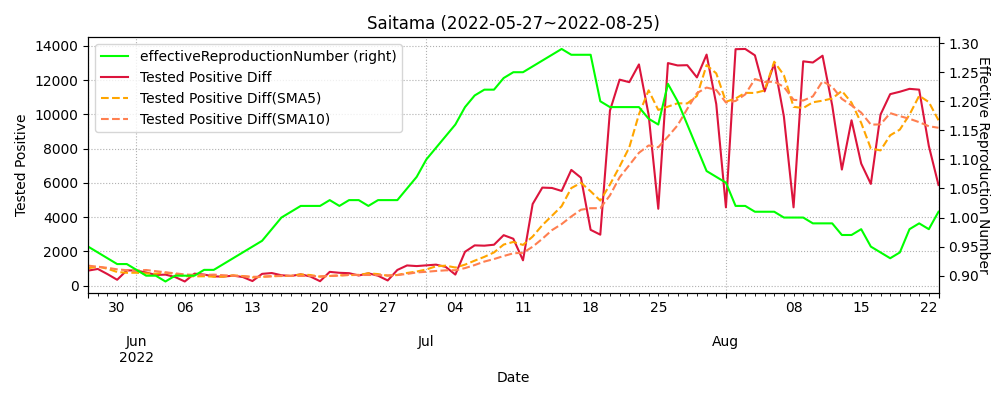 Saitama (2022-05-27~2022-08-25)
effectiveReproductionNumber (right)
Tested Positive Diff
Tested Positive Diff(SMA5)
Tested Positive Diff(SMA10)
Tested Positive
14000
12000
10000
8000
6000
4000
2000
0
1.30
1.25
1.20
1.15
1.10
1.05
1.00
0.95
0.90
Effective Reproduction Number
30 06 13 20 27 04 11 18 25 08 15 22
Jun Jul Aug
2022
Date